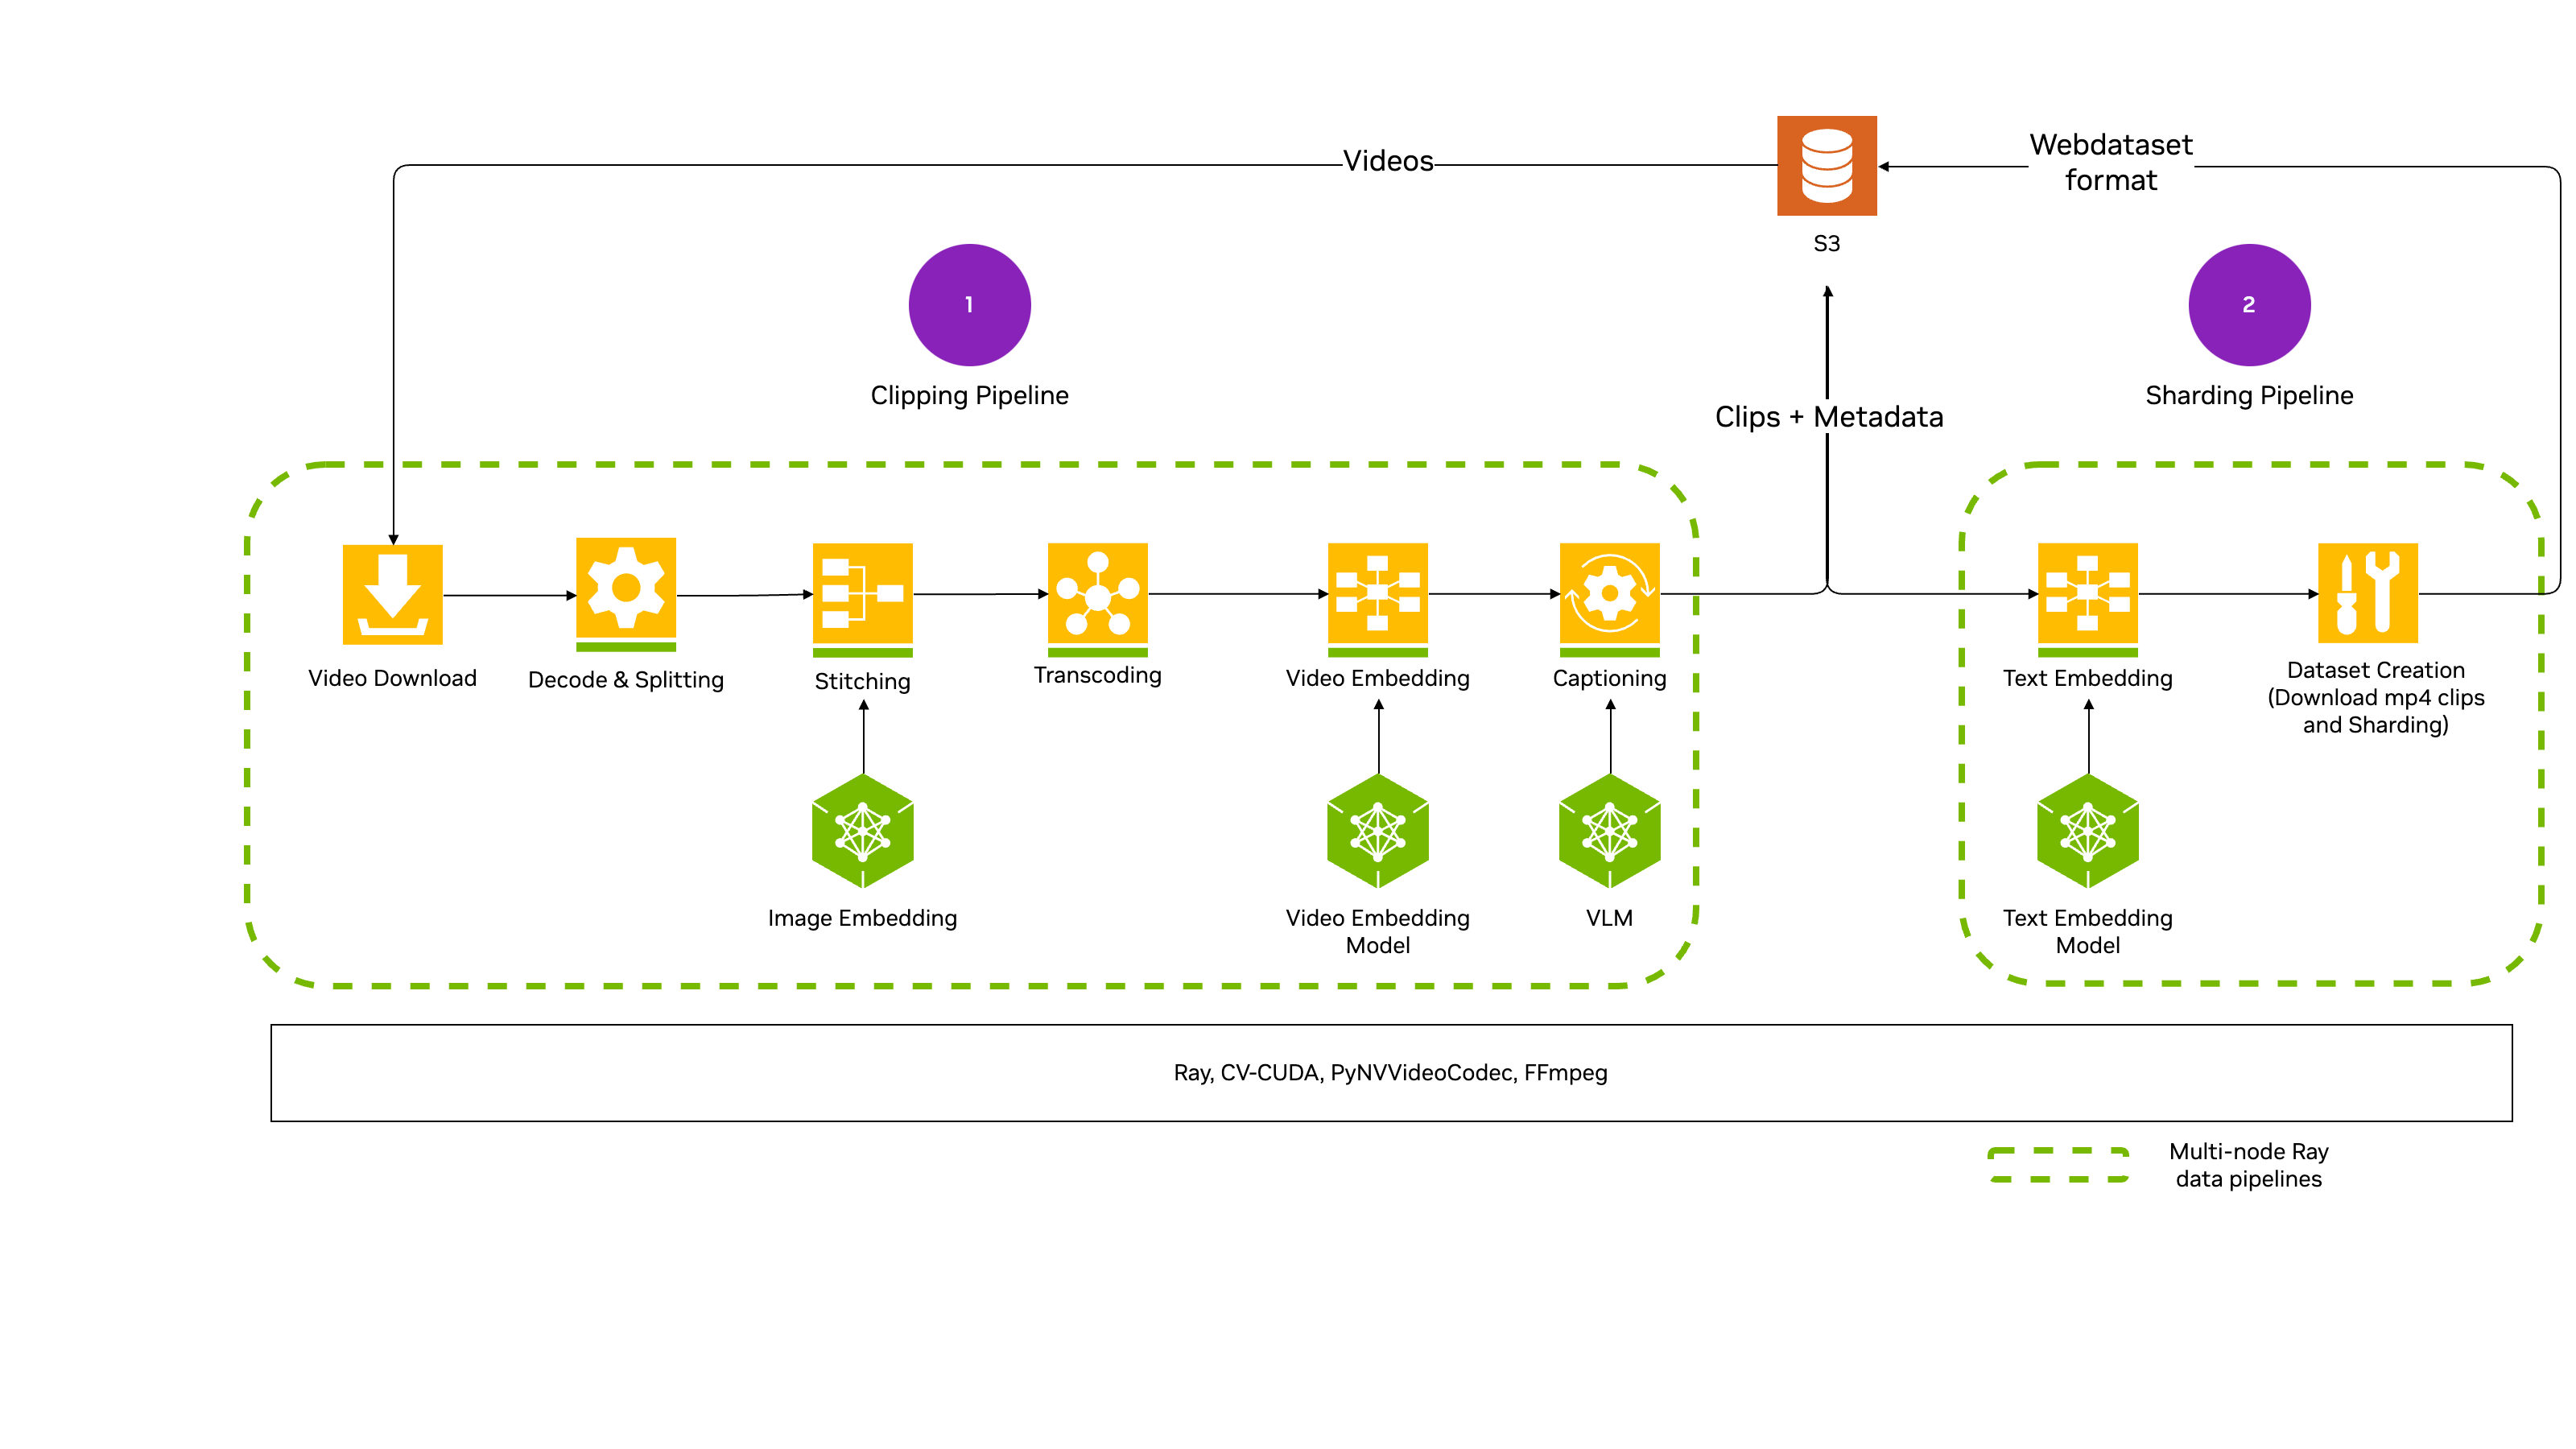 Videos
Webdataset
format
S3
1
2
Clipping Pipeline
Sharding Pipeline
Clips + Metadata
Video Download
Decode & Splitting
Stitching
Transcoding
Video Embedding
Captioning
Text Embedding
Dataset Creation
(Download mp4 clips
and Sharding)
Image Embedding
Video Embedding
Model
VLM
Text Embedding
Model
Ray, CV-CUDA, PyNVVideoCodec, FFmpeg
Multi-node Ray
data pipelines